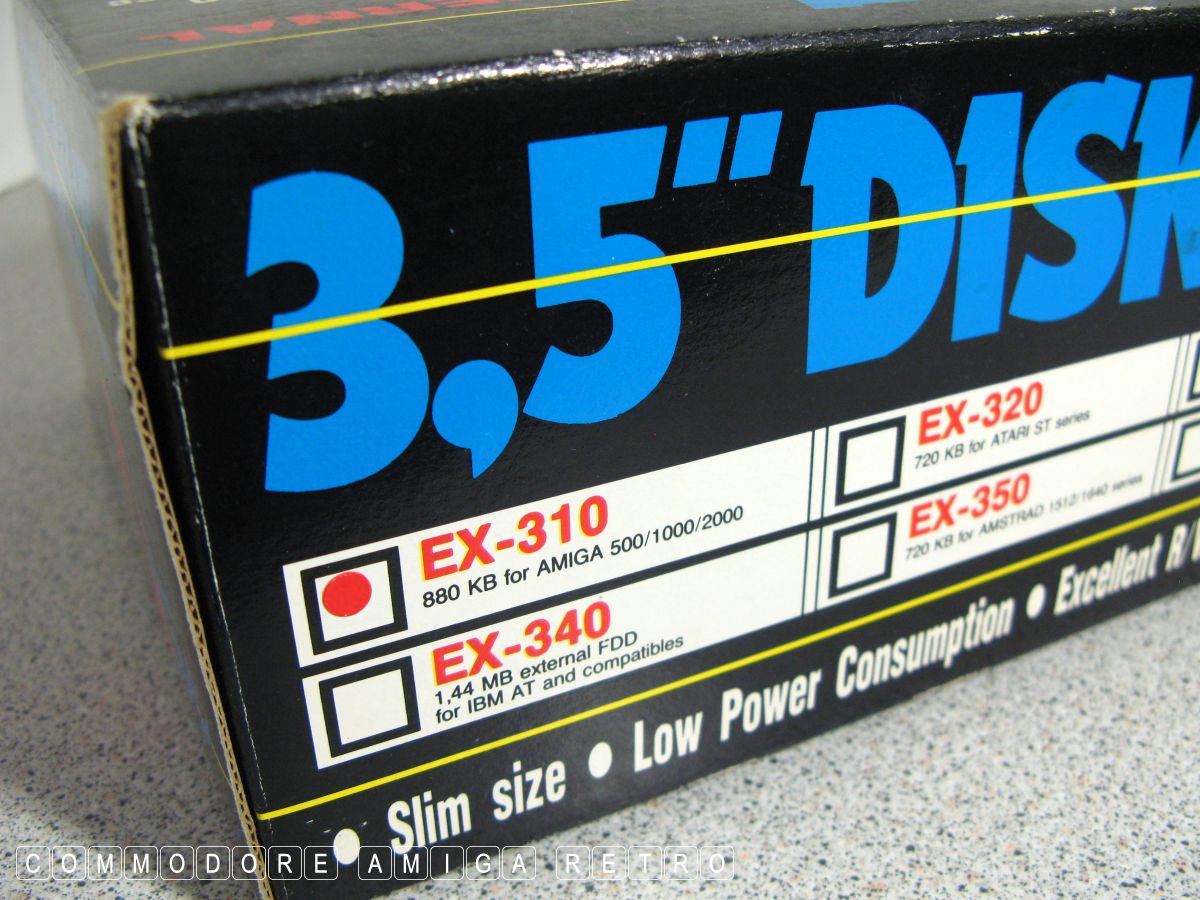 ERNAL
3,5" DISK
EX-310
880 KB for AMIGA 500/1000/2000
EX-320
720 KB for ATARI ST series
EX-340
1,44 MB external FDD
for IBM AT and compatibles
EX-350
720 KB for AMSTRAD 1512/1640 series
• Slim size • Low Power Consumption • Excellent R/
COMMODORE AMIGA RETRO